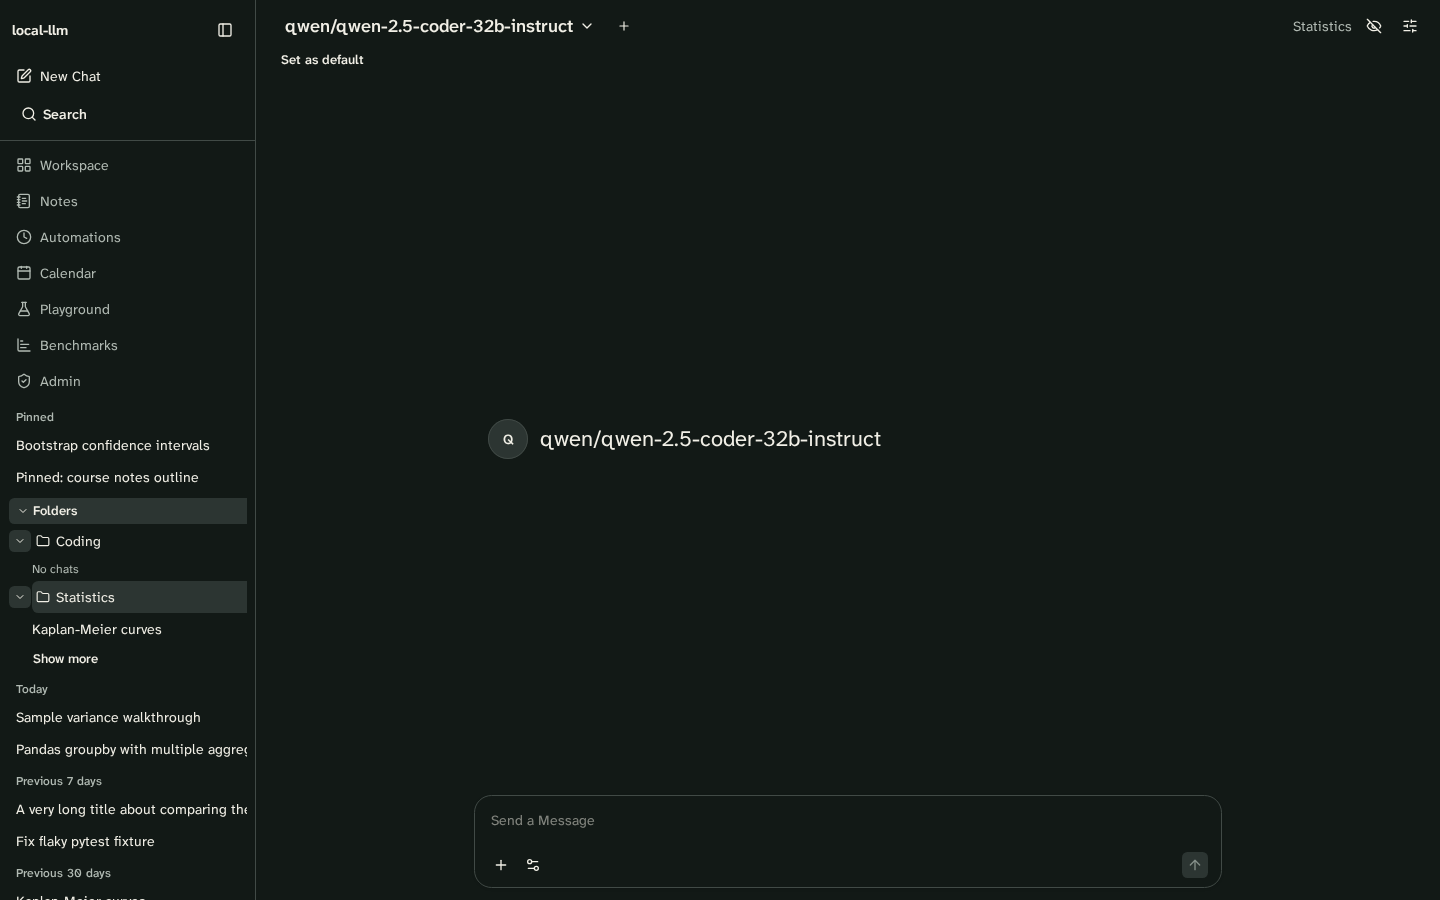 local-llm
New Chat
Search
Workspace
Notes
Automations
Calendar
Playground
Benchmarks
Admin
Pinned
Bootstrap confidence intervals
Pinned: course notes outline
Folders
Coding
No chats
Statistics
Kaplan-Meier curves
Show more
Today
Sample variance walkthrough
Pandas groupby with multiple aggreg
Previous 7 days
A very long title about comparing the
Fix flaky pytest fixture
Previous 30 days
Kaplan-Meier curves
qwen/qwen-2.5-coder-32b-instruct
Set as default
Statistics
Q
qwen/qwen-2.5-coder-32b-instruct
Send a Message